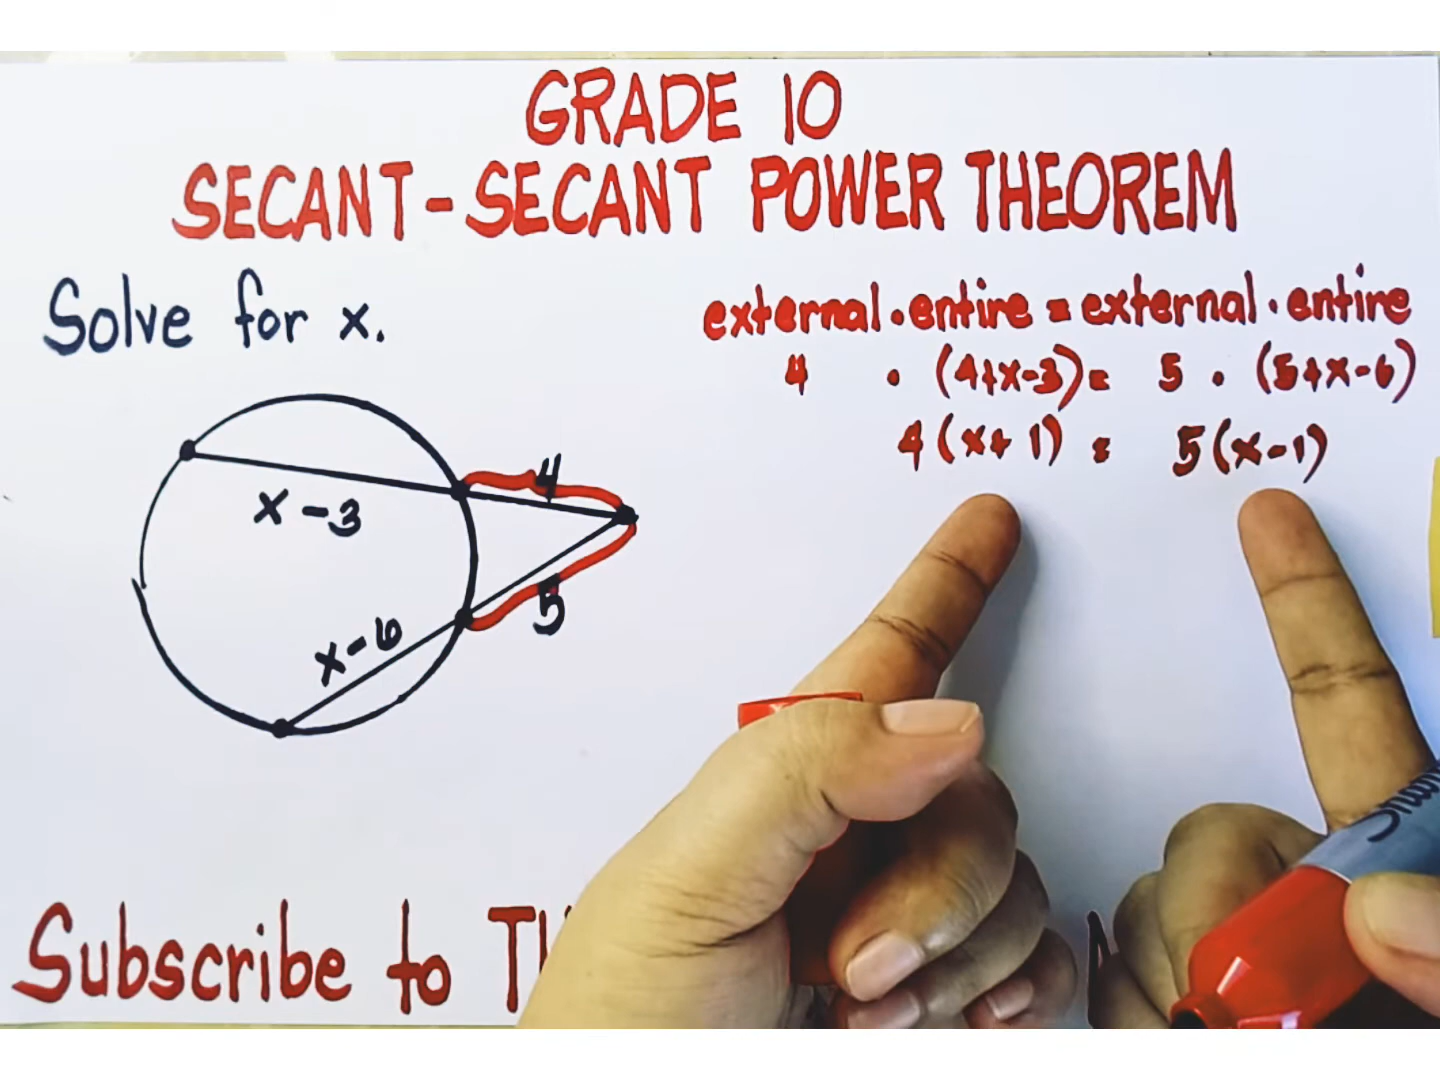 GRADE 10
SECANT-SECANT POWER THEOREM
Solve for x.
external · entire = external · entire
4 · (4+x-3) = 5 · (5+x-6)
4(x+1) = 5(x-1)
4
x-3
5
x-6
Subscribe to